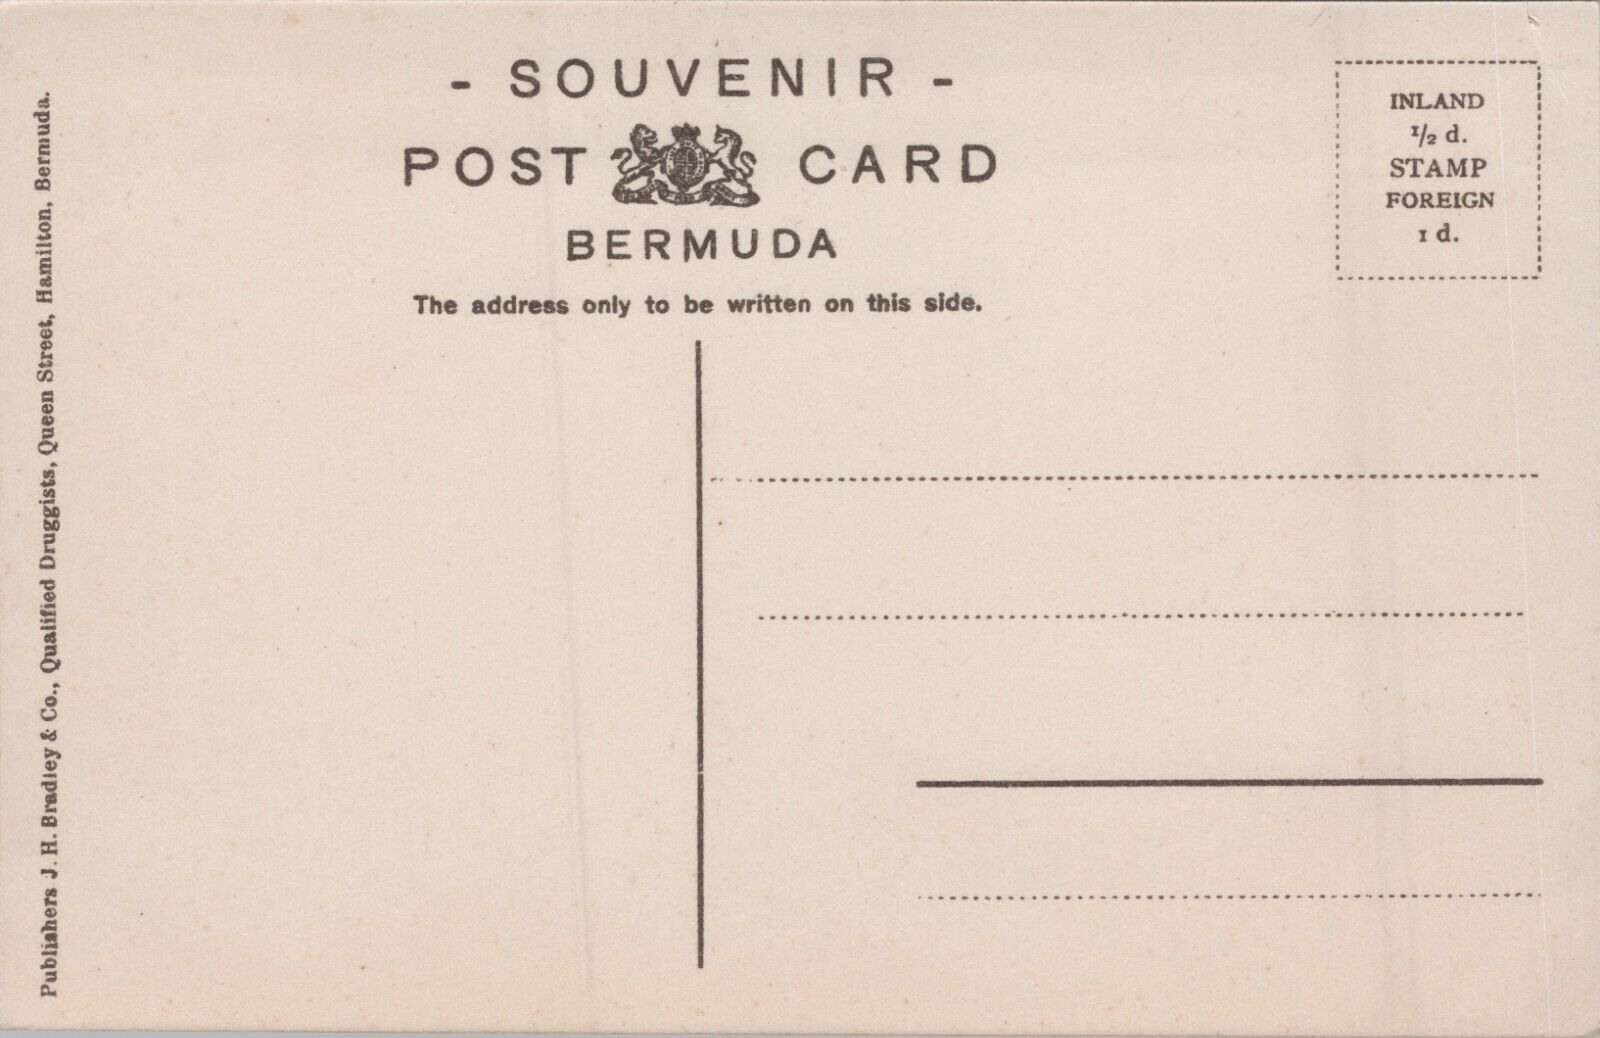 - SOUVENIR -
POST CARD
BERMUDA
The address only to be written on this side.
INLAND
1/2 d.
STAMP
FOREIGN
1 d.
Publishers J. H. Bradley & Co., Qualified Druggists, Queen Street, Hamilton, Bermuda.